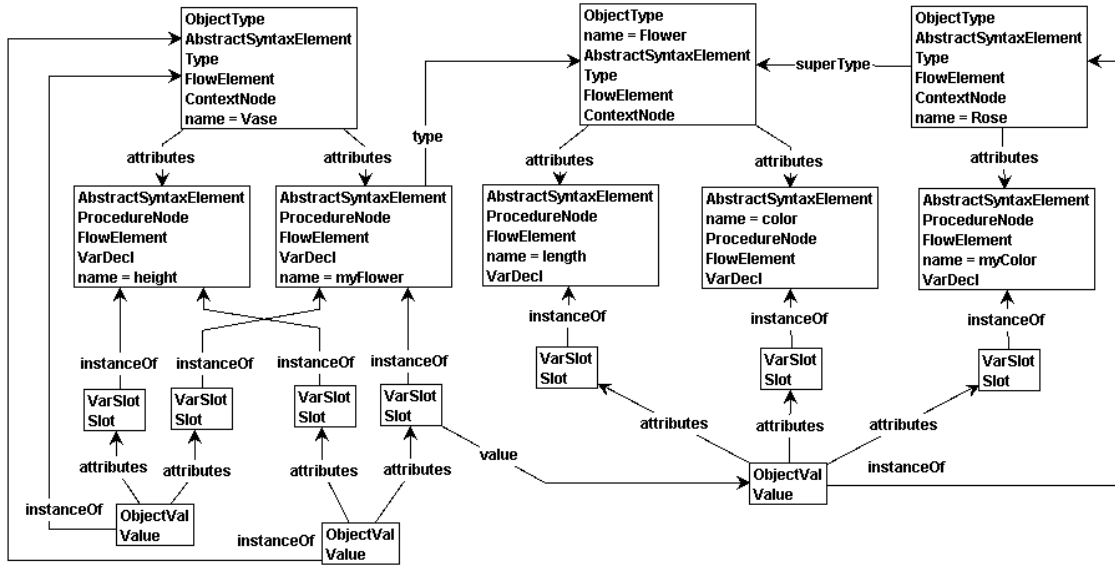 ObjectType
AbstractSyntaxElement
Type
FlowElement
ContextNode
name = Vase
ObjectType
name = Flower
AbstractSyntaxElement
Type
FlowElement
ContextNode
superType
ObjectType
AbstractSyntaxElement
Type
FlowElement
ContextNode
name = Rose
type
attributes
attributes
attributes
attributes
attributes
AbstractSyntaxElement
ProcedureNode
FlowElement
VarDecl
name = height
AbstractSyntaxElement
ProcedureNode
FlowElement
VarDecl
name = myFlower
AbstractSyntaxElement
ProcedureNode
FlowElement
name = length
VarDecl
AbstractSyntaxElement
name = color
ProcedureNode
FlowElement
VarDecl
AbstractSyntaxElement
ProcedureNode
FlowElement
name = myColor
VarDecl
instanceOf
instanceOf
instanceOf
instanceOf
instanceOf
instanceOf
instanceOf
VarSlot
Slot
VarSlot
Slot
VarSlot
Slot
VarSlot
Slot
VarSlot
Slot
VarSlot
Slot
VarSlot
Slot
attributes
attributes
attributes
attributes
value
attributes
attributes
attributes
instanceOf
ObjectVal
Value
instanceOf
ObjectVal
Value
instanceOf
ObjectVal
Value